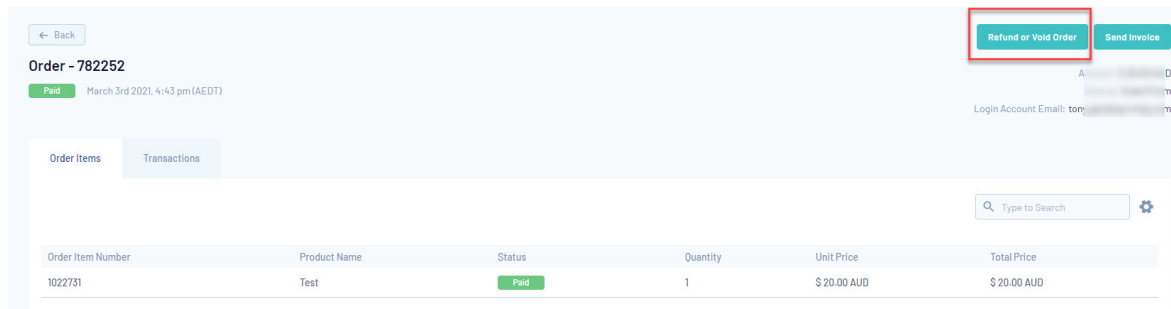 ← Back
Refund or Void Order
Send Invoice
Order - 782252
Paid
March 3rd 2021, 4:43 pm (AEDT)
Login Account Email:
Order Items
Transactions
Type to Search
Order Item Number
Product Name
Status
Quantity
Unit Price
Total Price
1022731
Test
Paid
1
$ 20.00 AUD
$ 20.00 AUD